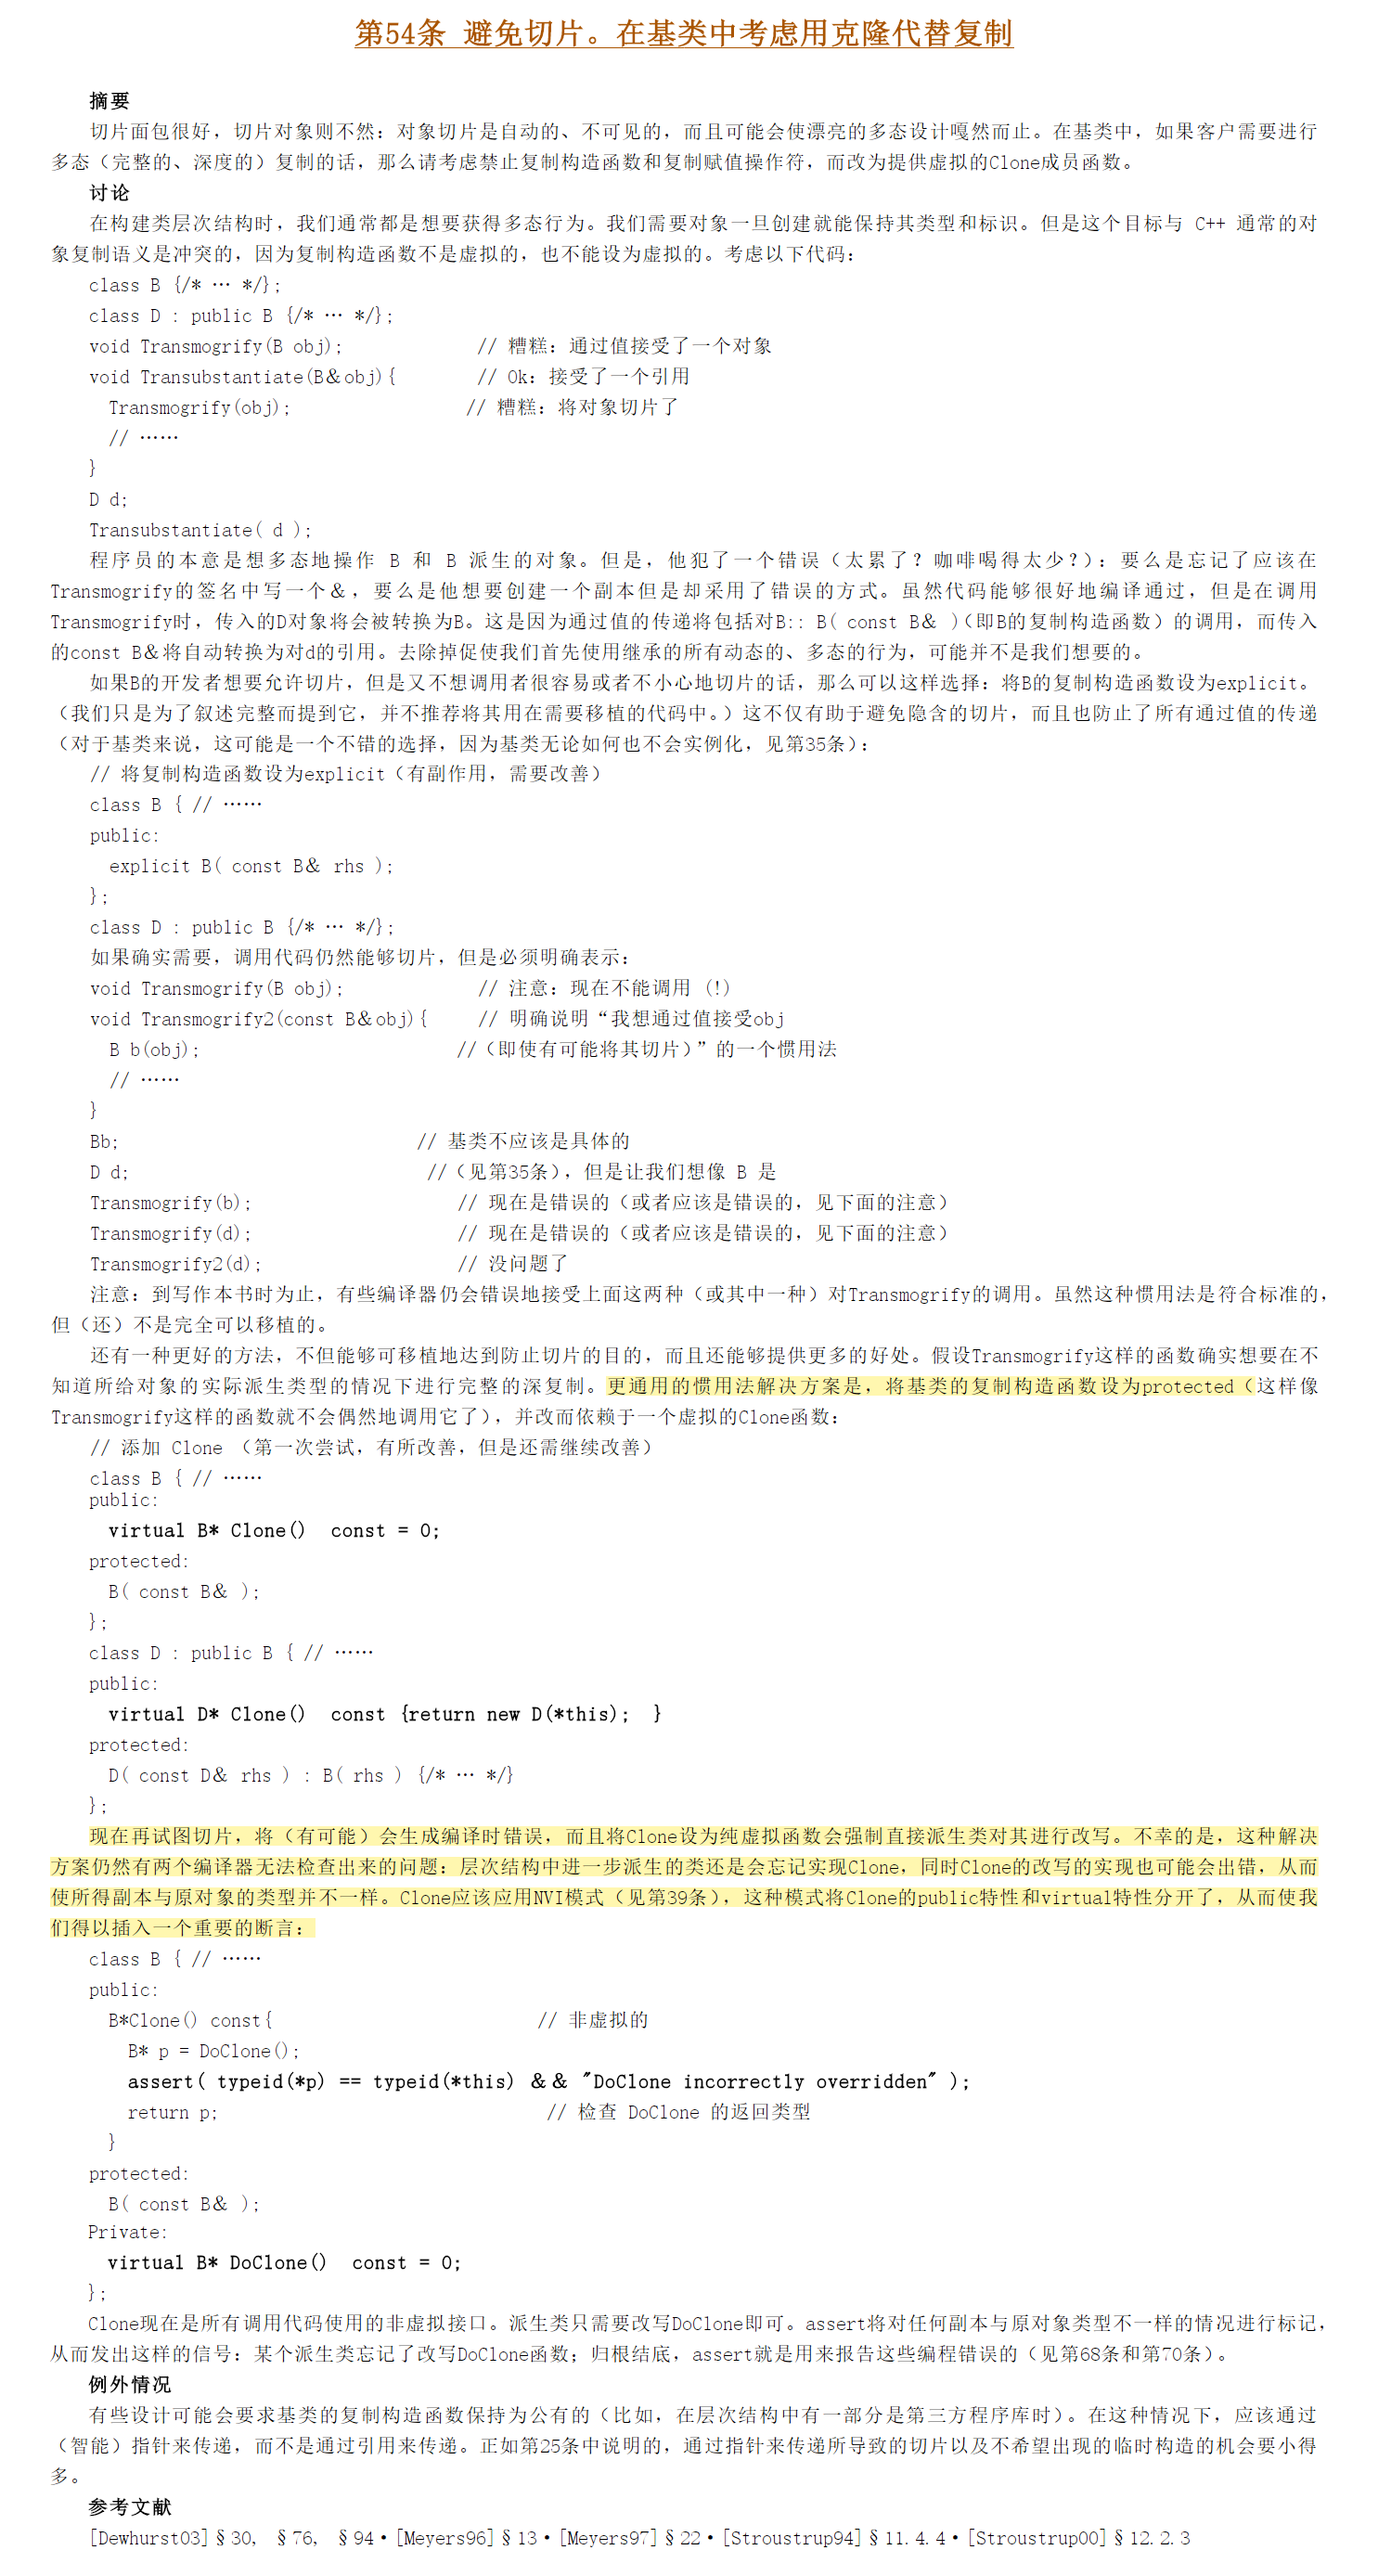 第54条 避免切片。在基类中考虑用克隆代替复制
摘要
切片面包很好，切片对象则不然：对象切片是自动的、不可见的，而且可能会使漂亮的多态设计嘎然而止。在基类中，如果客户需要进行
多态（完整的、深度的）复制的话，那么请考虑禁止复制构造函数和复制赋值操作符，而改为提供虚拟的Clone成员函数。
讨论
在构建类层次结构时，我们通常都是想要获得多态行为。我们需要对象一旦创建就能保持其类型和标识。但是这个目标与 C++ 通常的对
象复制语义是冲突的，因为复制构造函数不是虚拟的，也不能设为虚拟的。考虑以下代码：
class B {/* … */};
class D : public B {/* … */};
void Transmogrify(B obj); // 糟糕：通过值接受了一个对象
void Transubstantiate(B&obj){ // Ok：接受了一个引用
Transmogrify(obj); // 糟糕：将对象切片了
// ……
}
D d;
Transubstantiate( d );
程序员的本意是想多态地操作 B 和 B 派生的对象。但是，他犯了一个错误（太累了？咖啡喝得太少？）：要么是忘记了应该在
Transmogrify的签名中写一个&，要么是他想要创建一个副本但是却采用了错误的方式。虽然代码能够很好地编译通过，但是在调用
Transmogrify时，传入的D对象将会被转换为B。这是因为通过值的传递将包括对B:: B( const B& )（即B的复制构造函数）的调用，而传入
的const B&将自动转换为对d的引用。去除掉促使我们首先使用继承的所有动态的、多态的行为，可能并不是我们想要的。
如果B的开发者想要允许切片，但是又不想调用者很容易或者不小心地切片的话，那么可以这样选择：将B的复制构造函数设为explicit。
（我们只是为了叙述完整而提到它，并不推荐将其用在需要移植的代码中。）这不仅有助于避免隐含的切片，而且也防止了所有通过值的传递
（对于基类来说，这可能是一个不错的选择，因为基类无论如何也不会实例化，见第35条）：
// 将复制构造函数设为explicit（有副作用，需要改善）
class B { // ……
public:
explicit B( const B& rhs );
};
class D : public B {/* … */};
如果确实需要，调用代码仍然能够切片，但是必须明确表示：
void Transmogrify(B obj); // 注意：现在不能调用 (!)
void Transmogrify2(const B&obj){ // 明确说明“我想通过值接受obj
B b(obj); //（即使有可能将其切片）”的一个惯用法
// ……
}
Bb; // 基类不应该是具体的
D d; //（见第35条），但是让我们想像 B 是
Transmogrify(b); // 现在是错误的（或者应该是错误的，见下面的注意）
Transmogrify(d); // 现在是错误的（或者应该是错误的，见下面的注意）
Transmogrify2(d); // 没问题了
注意：到写作本书时为止，有些编译器仍会错误地接受上面这两种（或其中一种）对Transmogrify的调用。虽然这种惯用法是符合标准的，
但（还）不是完全可以移植的。
还有一种更好的方法，不但能够可移植地达到防止切片的目的，而且还能够提供更多的好处。假设Transmogrify这样的函数确实想要在不
知道所给对象的实际派生类型的情况下进行完整的深复制。更通用的惯用法解决方案是，将基类的复制构造函数设为protected（这样像
Transmogrify这样的函数就不会偶然地调用它了），并改而依赖于一个虚拟的Clone函数：
// 添加 Clone （第一次尝试，有所改善，但是还需继续改善）
class B { // ……
public:
virtual B* Clone() const = 0;
protected:
B( const B& );
};
class D : public B { // ……
public:
virtual D* Clone() const {return new D(*this); }
protected:
D( const D& rhs ) : B( rhs ) {/* … */}
};
现在再试图切片，将（有可能）会生成编译时错误，而且将Clone设为纯虚拟函数会强制直接派生类对其进行改写。不幸的是，这种解决
方案仍然有两个编译器无法检查出来的问题：层次结构中进一步派生的类还是会忘记实现Clone，同时Clone的改写的实现也可能会出错，从而
使所得副本与原对象的类型并不一样。Clone应该应用NVI模式（见第39条），这种模式将Clone的public特性和virtual特性分开了，从而使我
们得以插入一个重要的断言：
class B { // ……
public:
B*Clone() const{ // 非虚拟的
B* p = DoClone();
assert( typeid(*p) == typeid(*this) && "DoClone incorrectly overridden" );
return p; // 检查 DoClone 的返回类型
}
protected:
B( const B& );
Private:
virtual B* DoClone() const = 0;
};
Clone现在是所有调用代码使用的非虚拟接口。派生类只需要改写DoClone即可。assert将对任何副本与原对象类型不一样的情况进行标记，
从而发出这样的信号：某个派生类忘记了改写DoClone函数；归根结底，assert就是用来报告这些编程错误的（见第68条和第70条）。
例外情况
有些设计可能会要求基类的复制构造函数保持为公有的（比如，在层次结构中有一部分是第三方程序库时）。在这种情况下，应该通过
（智能）指针来传递，而不是通过引用来传递。正如第25条中说明的，通过指针来传递所导致的切片以及不希望出现的临时构造的机会要小得
多。
参考文献
[Dewhurst03]§30, §76, §94·[Meyers96]§13·[Meyers97]§22·[Stroustrup94]§11.4.4·[Stroustrup00]§12.2.3